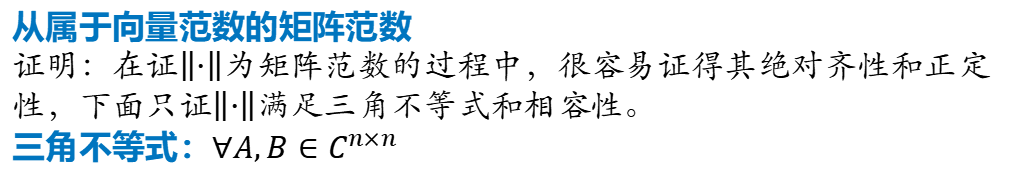 从属于向量范数的矩阵范数
证明：在证‖·‖为矩阵范数的过程中，很容易证得其绝对齐性和正定
性，下面只证‖·‖满足三角不等式和相容性。
三角不等式：∀A, B ∈ Cⁿˣⁿ